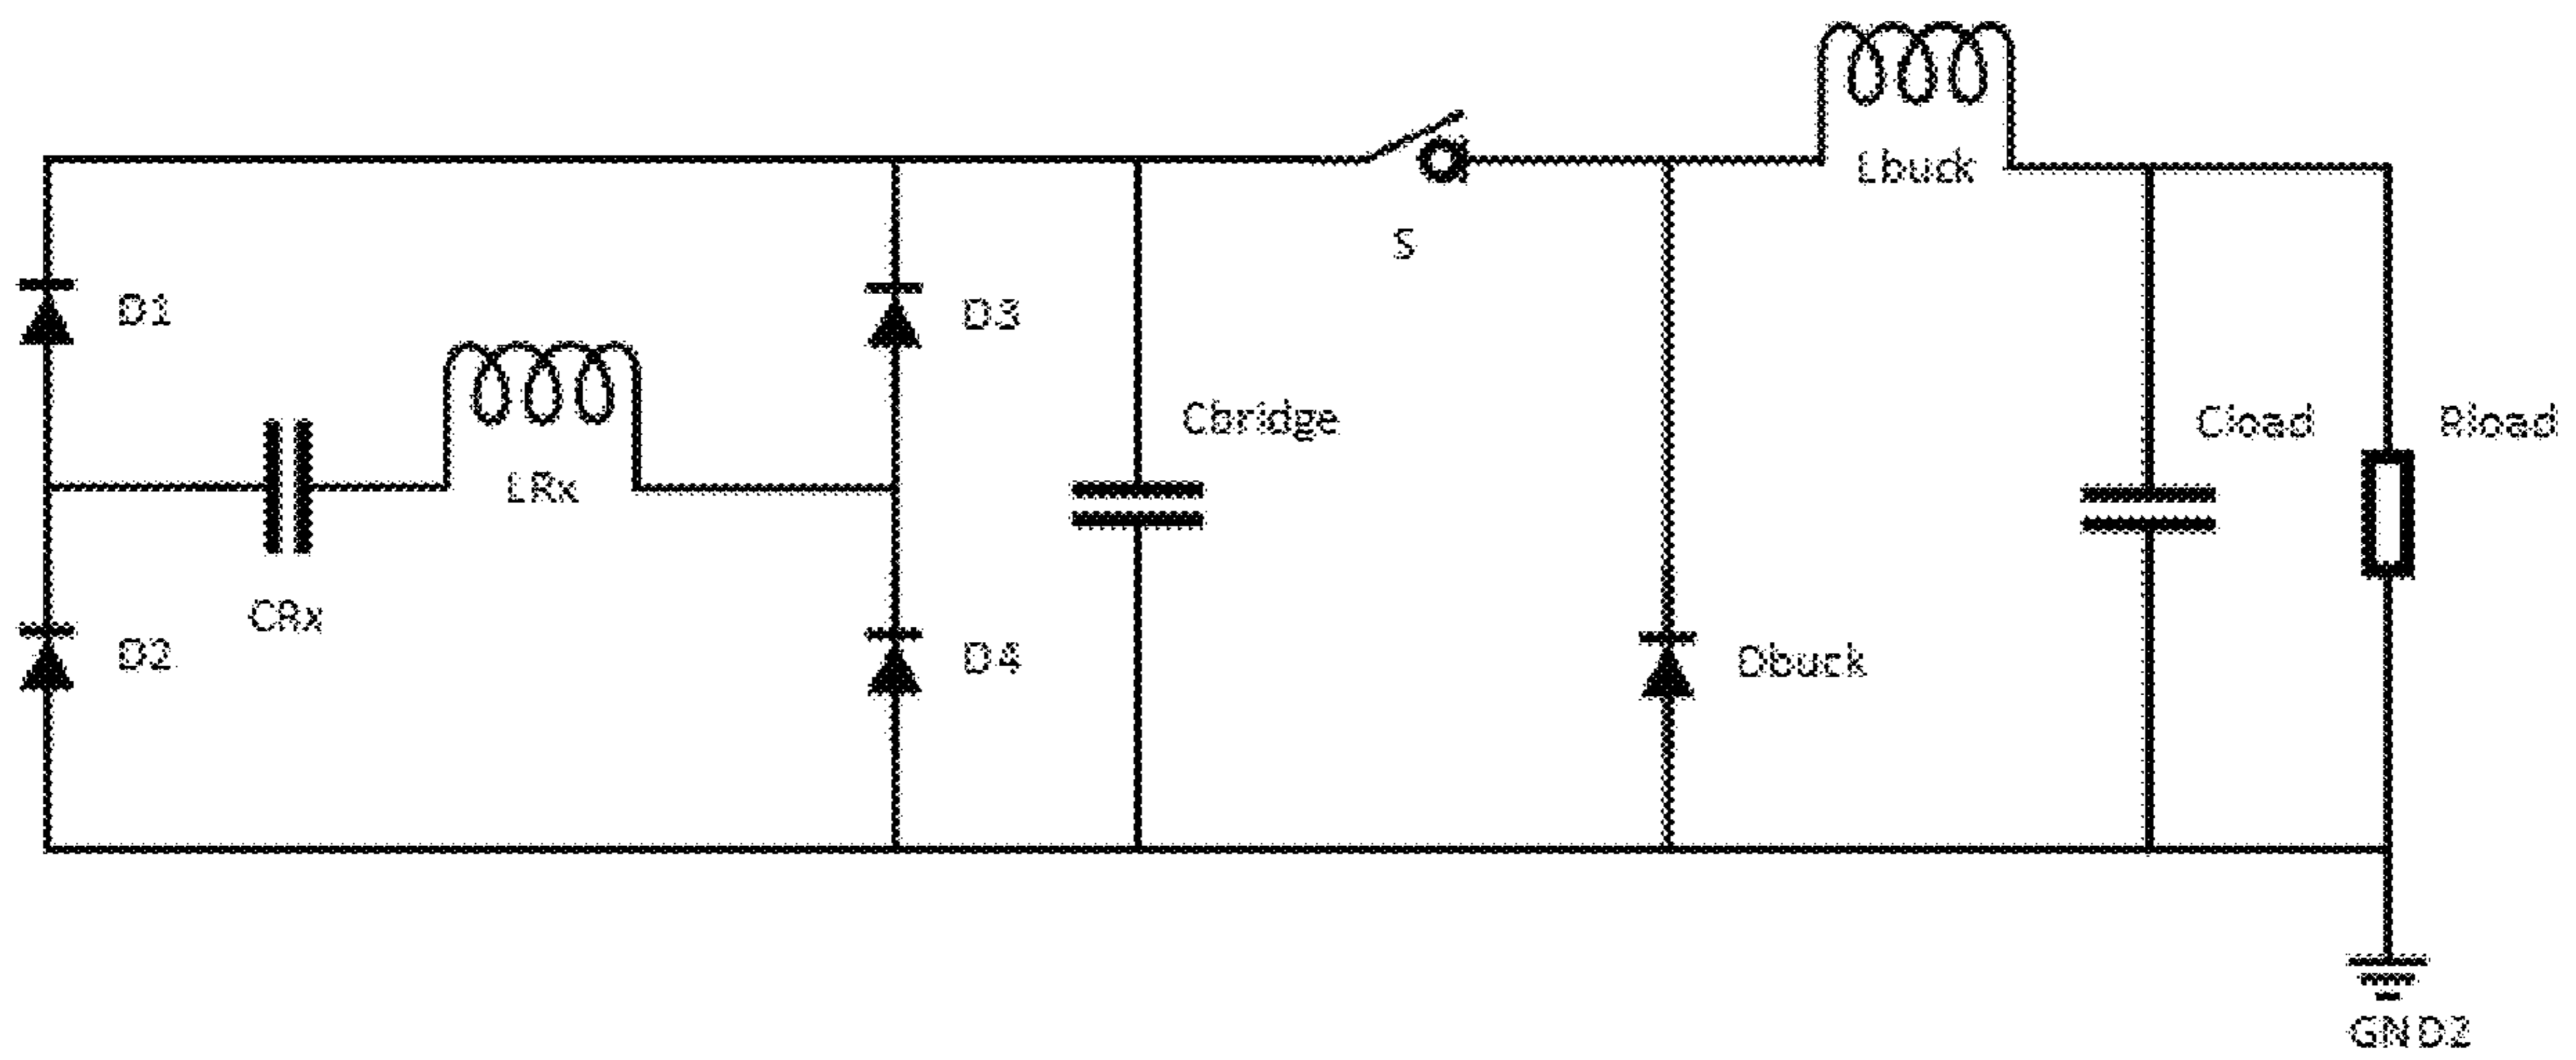 Lbuck
S
D1
D3
Cbridge
Cload
Rload
LRx
CRx
D2
D4
Dbuck
GND2